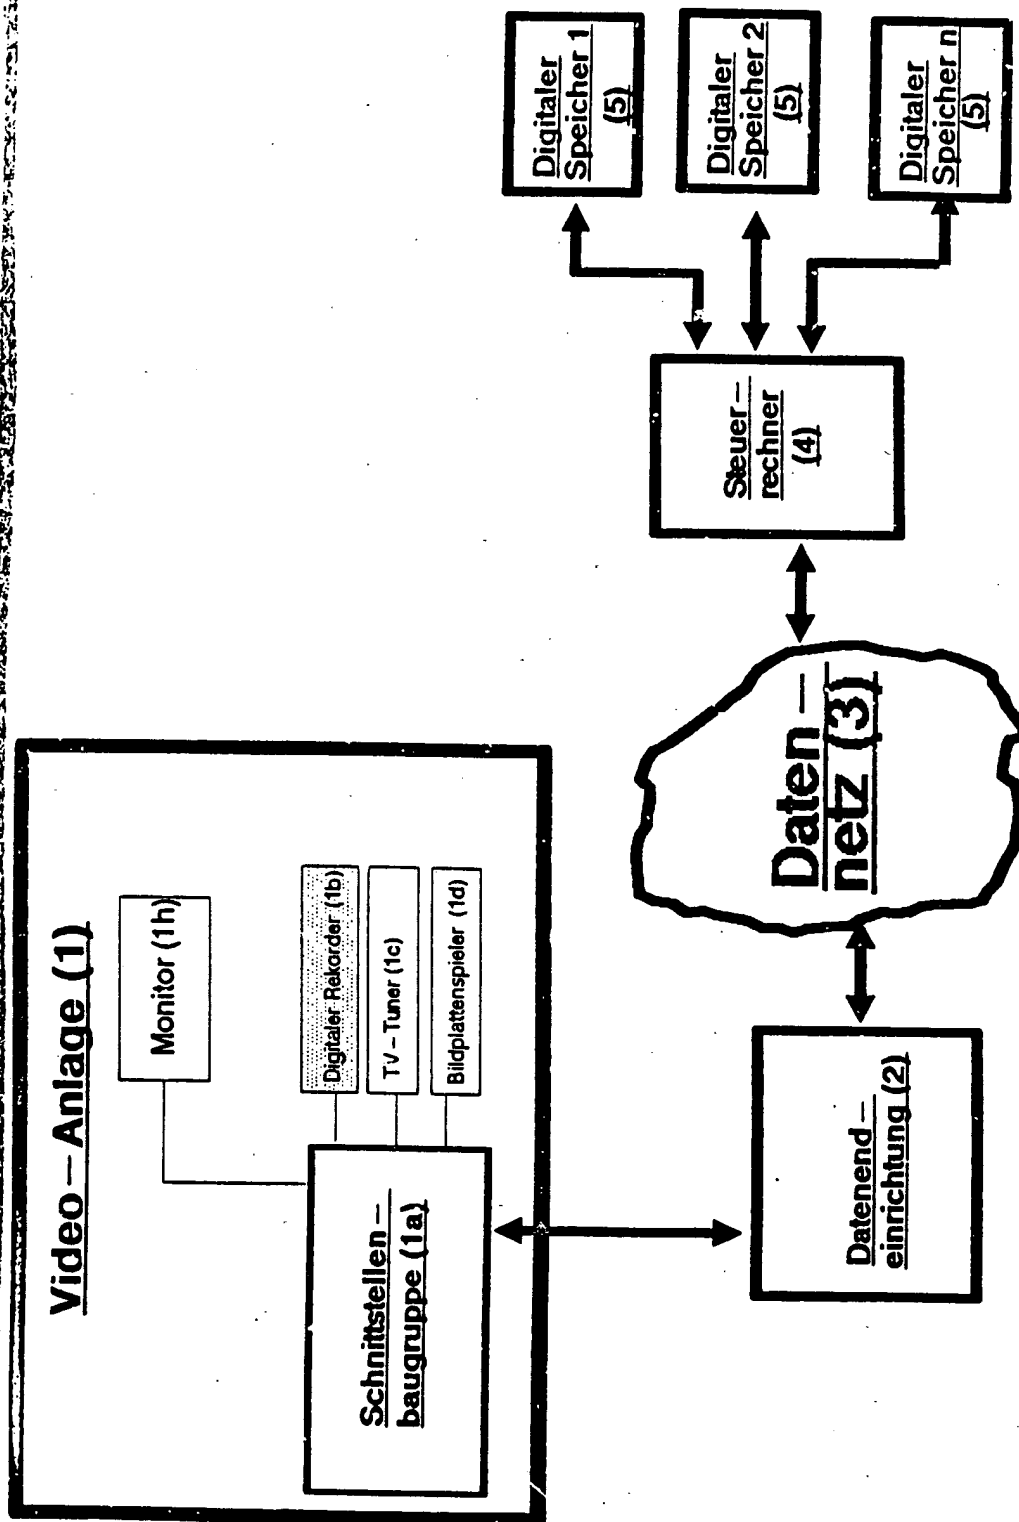 Video-Anlage (1)
Monitor (1h)
Schnittstellen-
baugruppe (1a)
Digitaler Rekorder (1b)
TV-Tuner (1c)
Bildplattenspieler (1d)
Datenend-
einrichtung (2)
Daten-
netz (3)
Steuer-
rechner
(4)
Digitaler
Speicher 1
(5)
Digitaler
Speicher 2
(5)
Digitaler
Speicher n
(5)